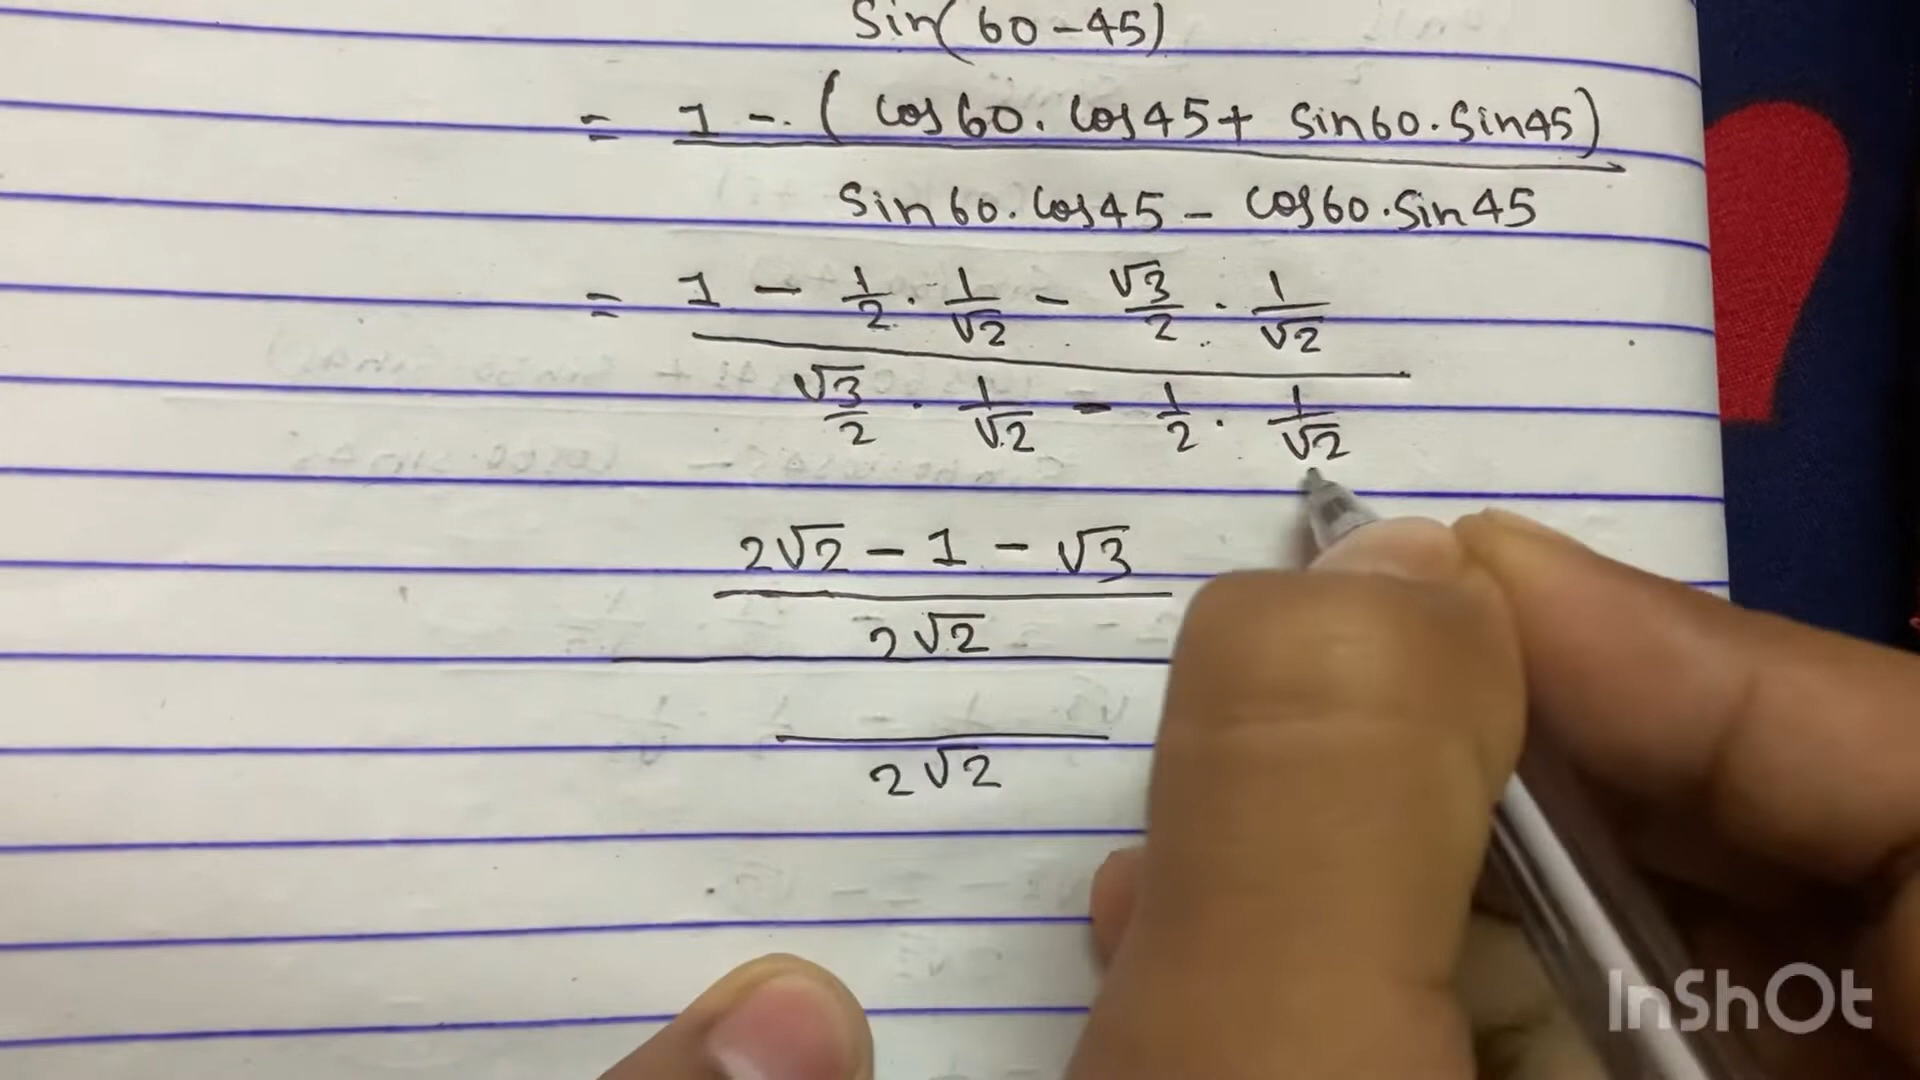 Sin(60-45)
= 1 - (cos60. cos45 + sin60. sin45)
sin60. cos45 - cos60. sin45
= 1 - 1/2 . 1/√2 - √3/2 . 1/√2
√3/2 . 1/√2 - 1/2 . 1/√2
2√2 - 1 - √3
2√2
2√2
InShOt